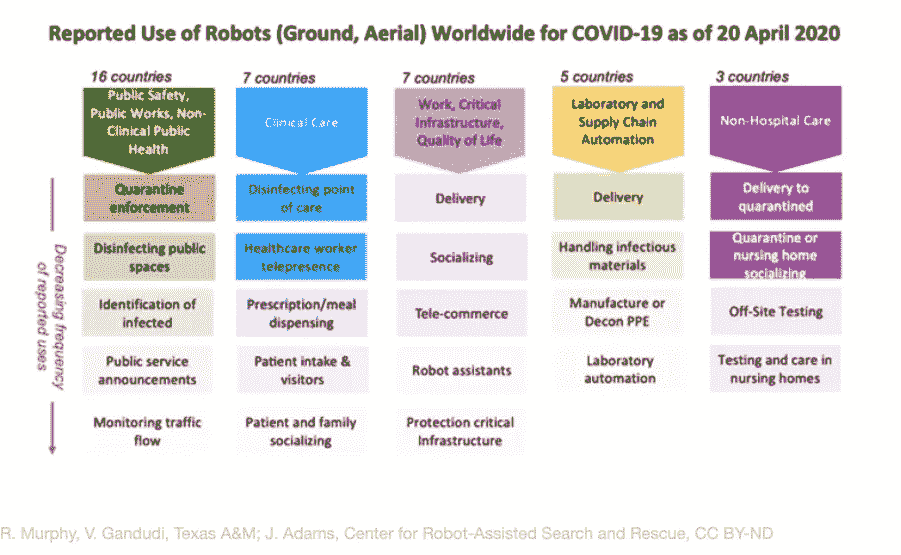 Reported Use of Robots (Ground, Aerial) Worldwide for COVID-19 as of 20 April 2020
16 countries
Public Safety,
Public Works, Non-
Clinical Public
Health
Quarantine
enforcement
Disinfecting public
spaces
Identification of
infected
Public service
announcements
Monitoring traffic
flow
7 countries
Clinical Care
Disinfecting point
of care
Healthcare worker
telepresence
Prescription/meal
dispensing
Patient intake &
visitors
Patient and family
socializing
7 countries
Work, Critical
Infrastructure,
Quality of Life
Delivery
Socializing
Tele-commerce
Robot assistants
Protection critical
Infrastructure
5 countries
Laboratory and
Supply Chain
Automation
Delivery
Handling infectious
materials
Manufacture or
Decon PPE
Laboratory
automation
3 countries
Non-Hospital Care
Delivery to
quarantined
Quarantine or
nursing home
socializing
Off-Site Testing
Testing and care in
nursing homes
Decreasing frequency
of reported uses
R. Murphy, V. Gandudi, Texas A&M; J. Adams, Center for Robot-Assisted Search and Rescue, CC BY-ND